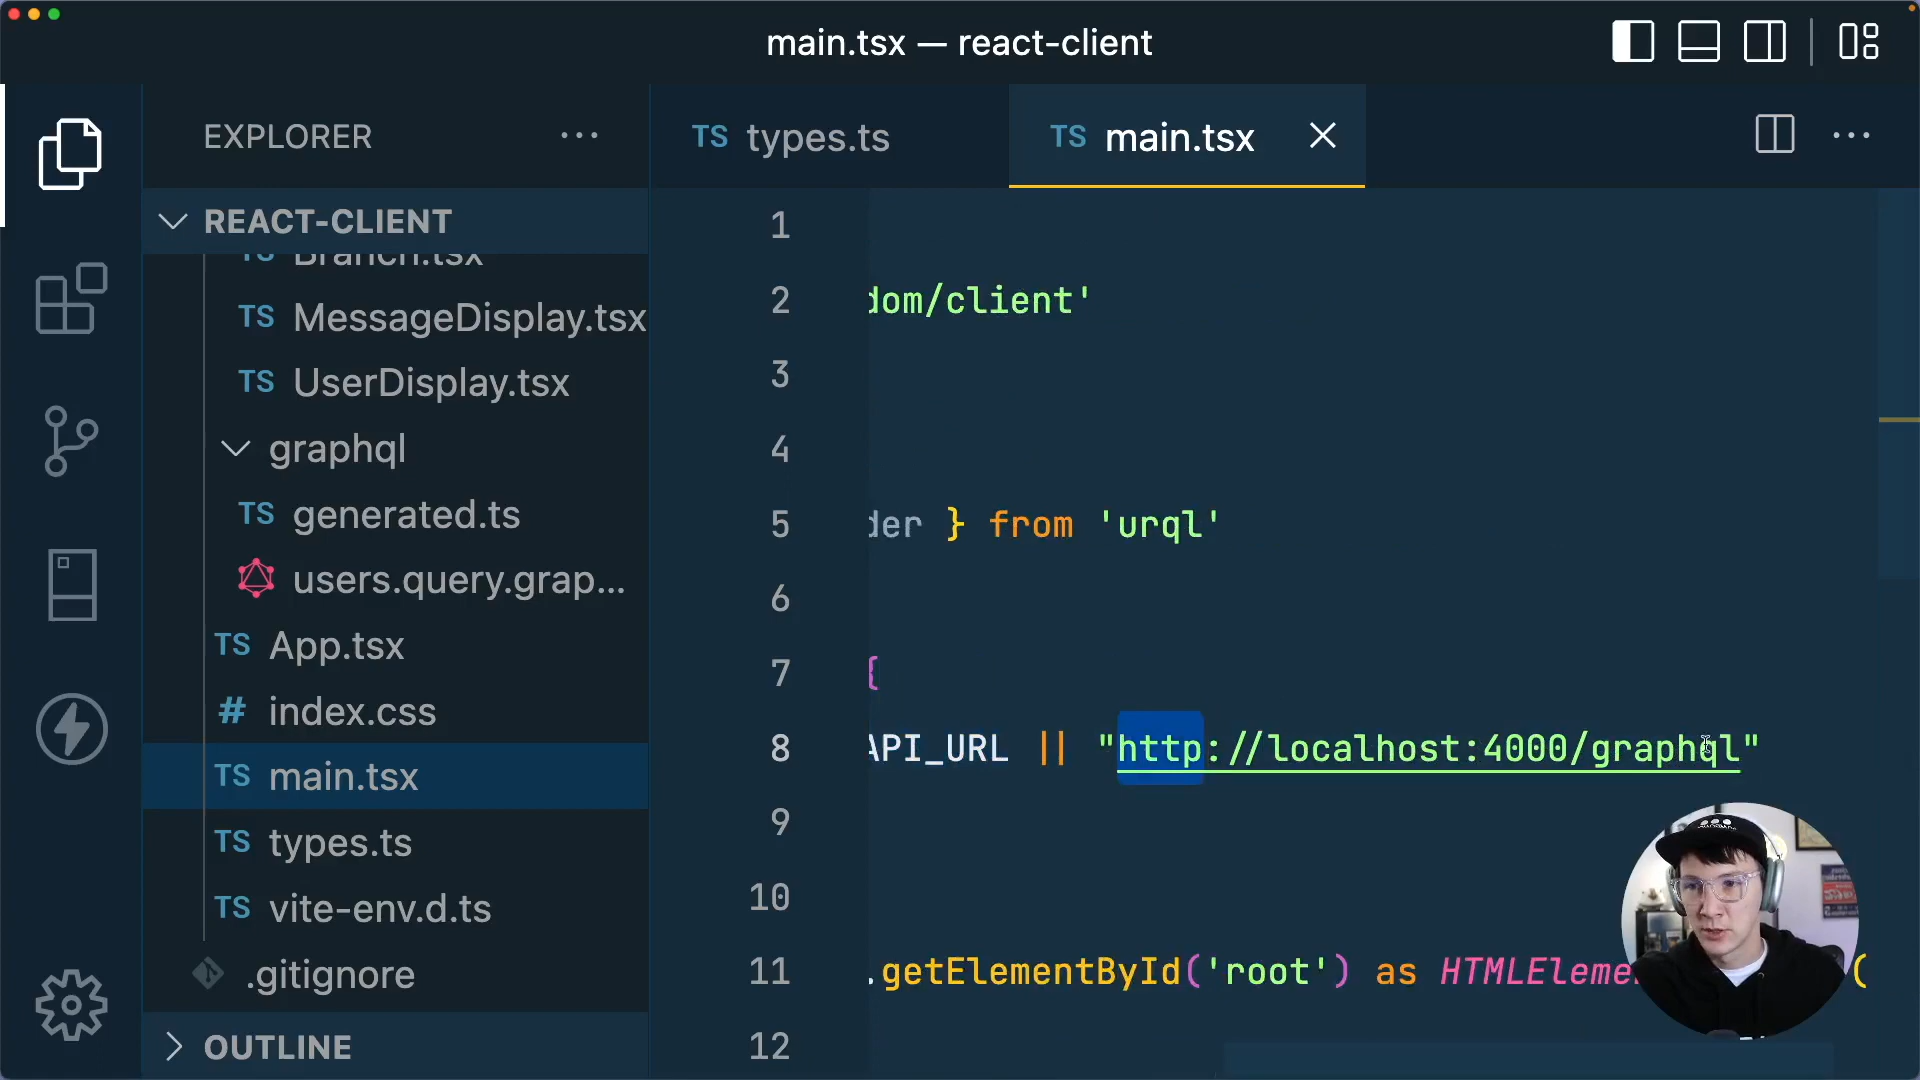 main.tsx — react-client
EXPLORER
REACT-CLIENT
Branch.tsx
TS MessageDisplay.tsx
TS UserDisplay.tsx
graphql
TS generated.ts
users.query.grap...
TS App.tsx
# index.css
TS main.tsx
TS types.ts
TS vite-env.d.ts
.gitignore
OUTLINE
TS types.ts
TS main.tsx
1
2 dom/client'
3
4
5 der } from 'urql'
6
7 {
8 API_URL || "http://localhost:4000/graphql"
9
10
11 .getElementById('root') as HTMLEleme (
12